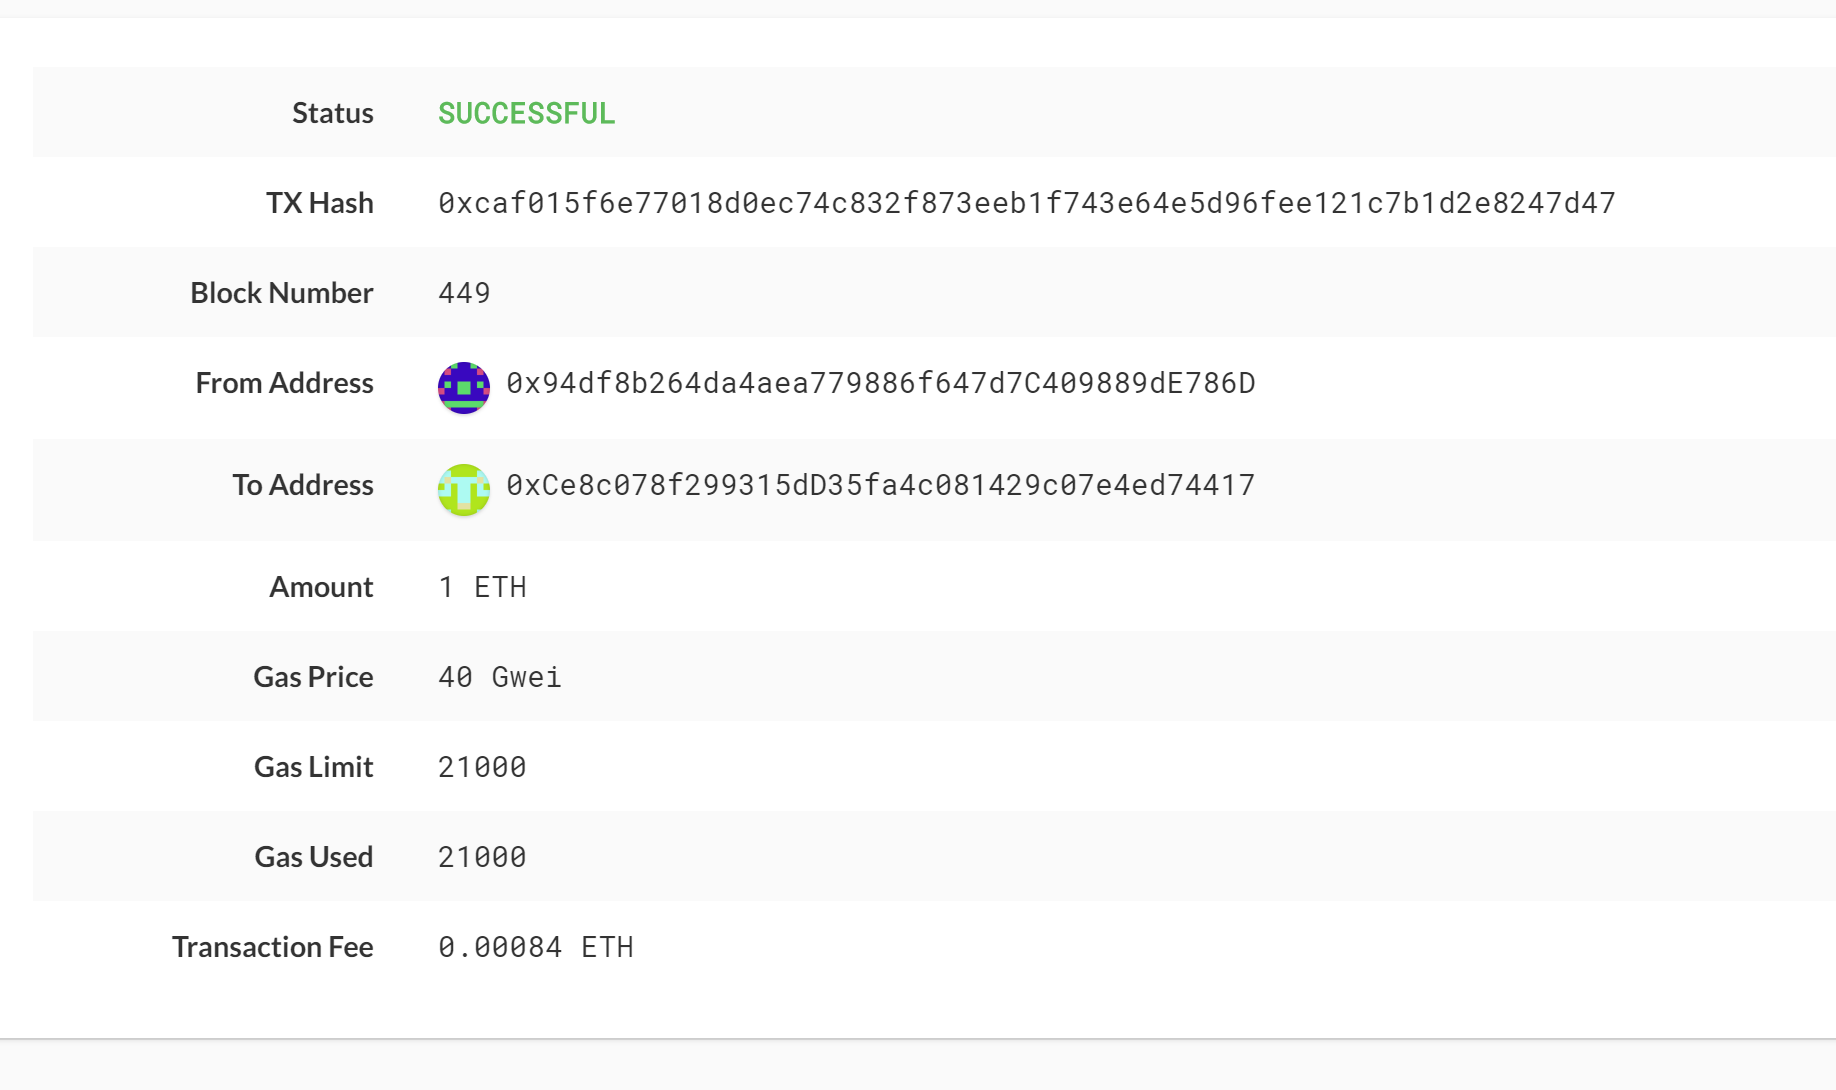 Status SUCCESSFUL
TX Hash 0xcaf015f6e77018d0ec74c832f873eeb1f743e64e5d96fee121c7b1d2e8247d47
Block Number 449
From Address 0x94df8b264da4aea779886f647d7C409889dE786D
To Address 0xCe8c078f299315dD35fa4c081429c07e4ed74417
Amount 1 ETH
Gas Price 40 Gwei
Gas Limit 21000
Gas Used 21000
Transaction Fee 0.00084 ETH